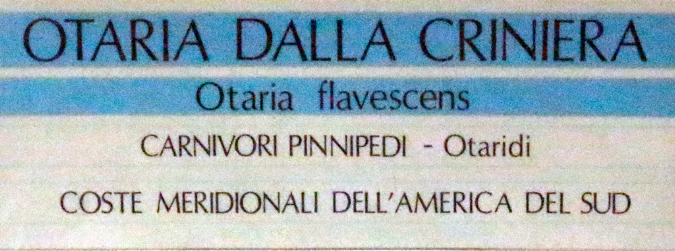 OTARIA DALLA CRINIERA
Otaria flavescens
CARNIVORI PINNIPEDI - Otaridi
COSTE MERIDIONALI DELL'AMERICA DEL SUD